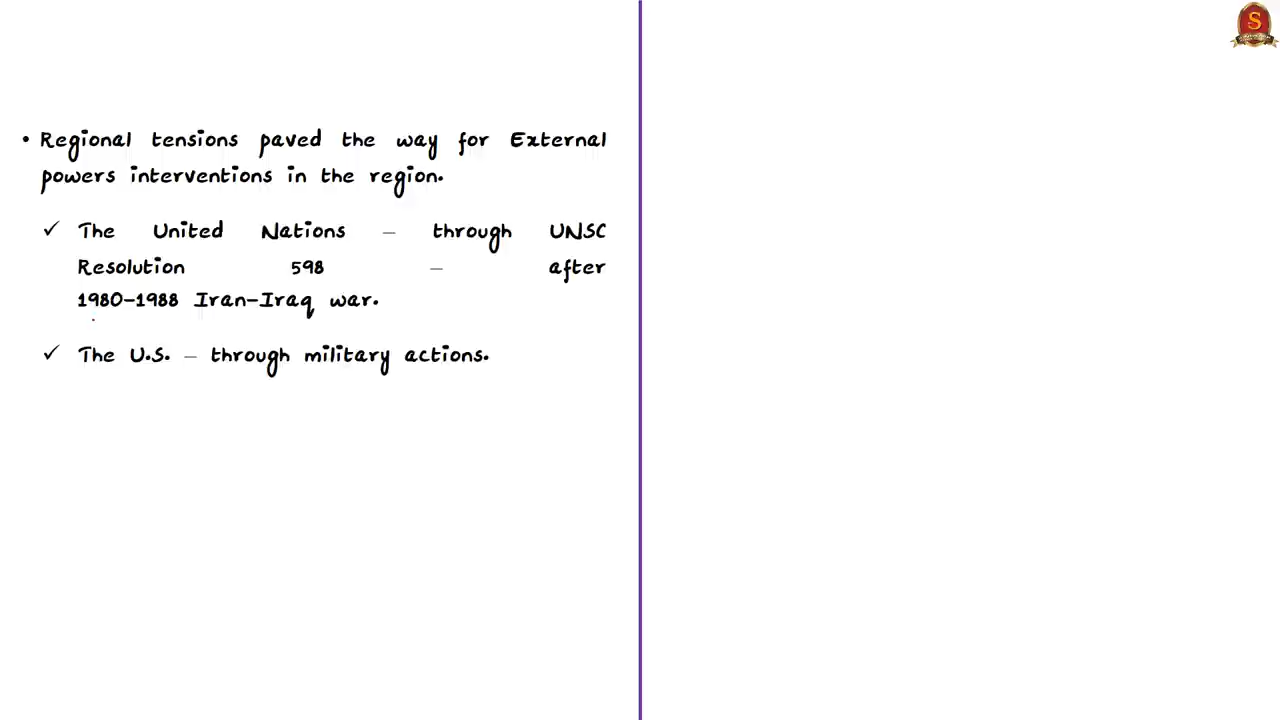 • Regional tensions paved the way for External
powers interventions in the region.
✓ The United Nations – through UNSC
Resolution 598 – after
1980-1988 Iran-Iraq war.
✓ The U.S. – through military actions.
S